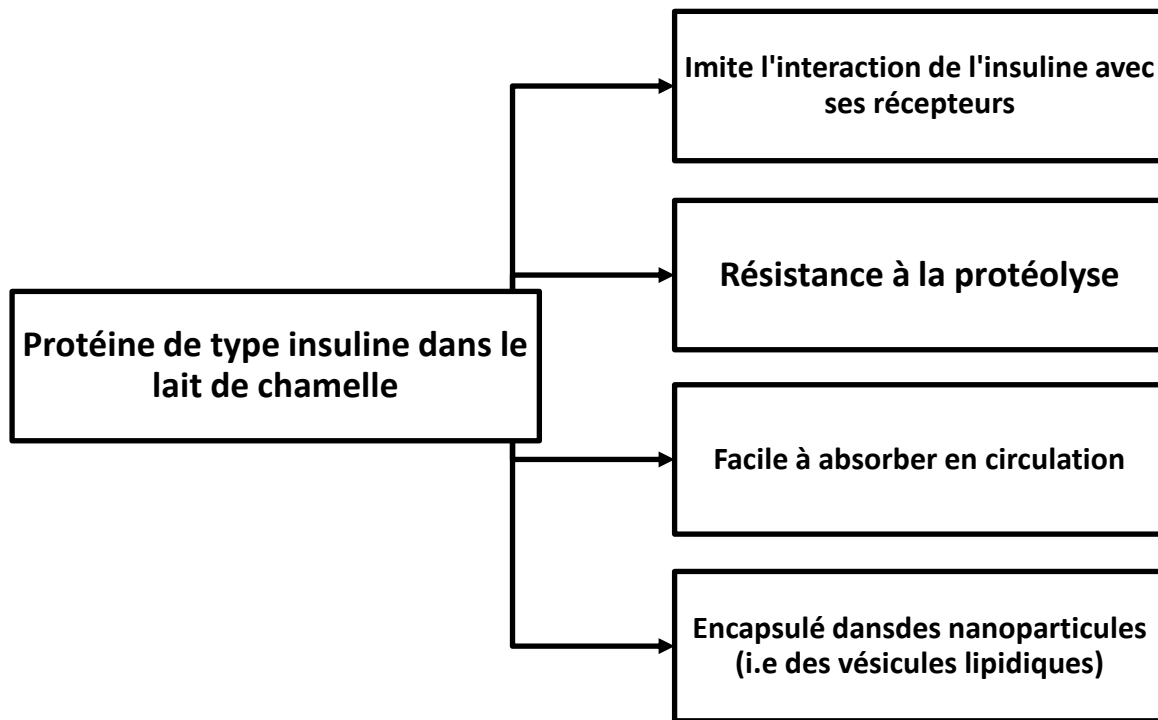 Imite l'interaction de l'insuline avec
ses récepteurs
Résistance à la protéolyse
Protéine de type insuline dans le
lait de chamelle
Facile à absorber en circulation
Encapsulé dansdes nanoparticules
(i.e des vésicules lipidiques)